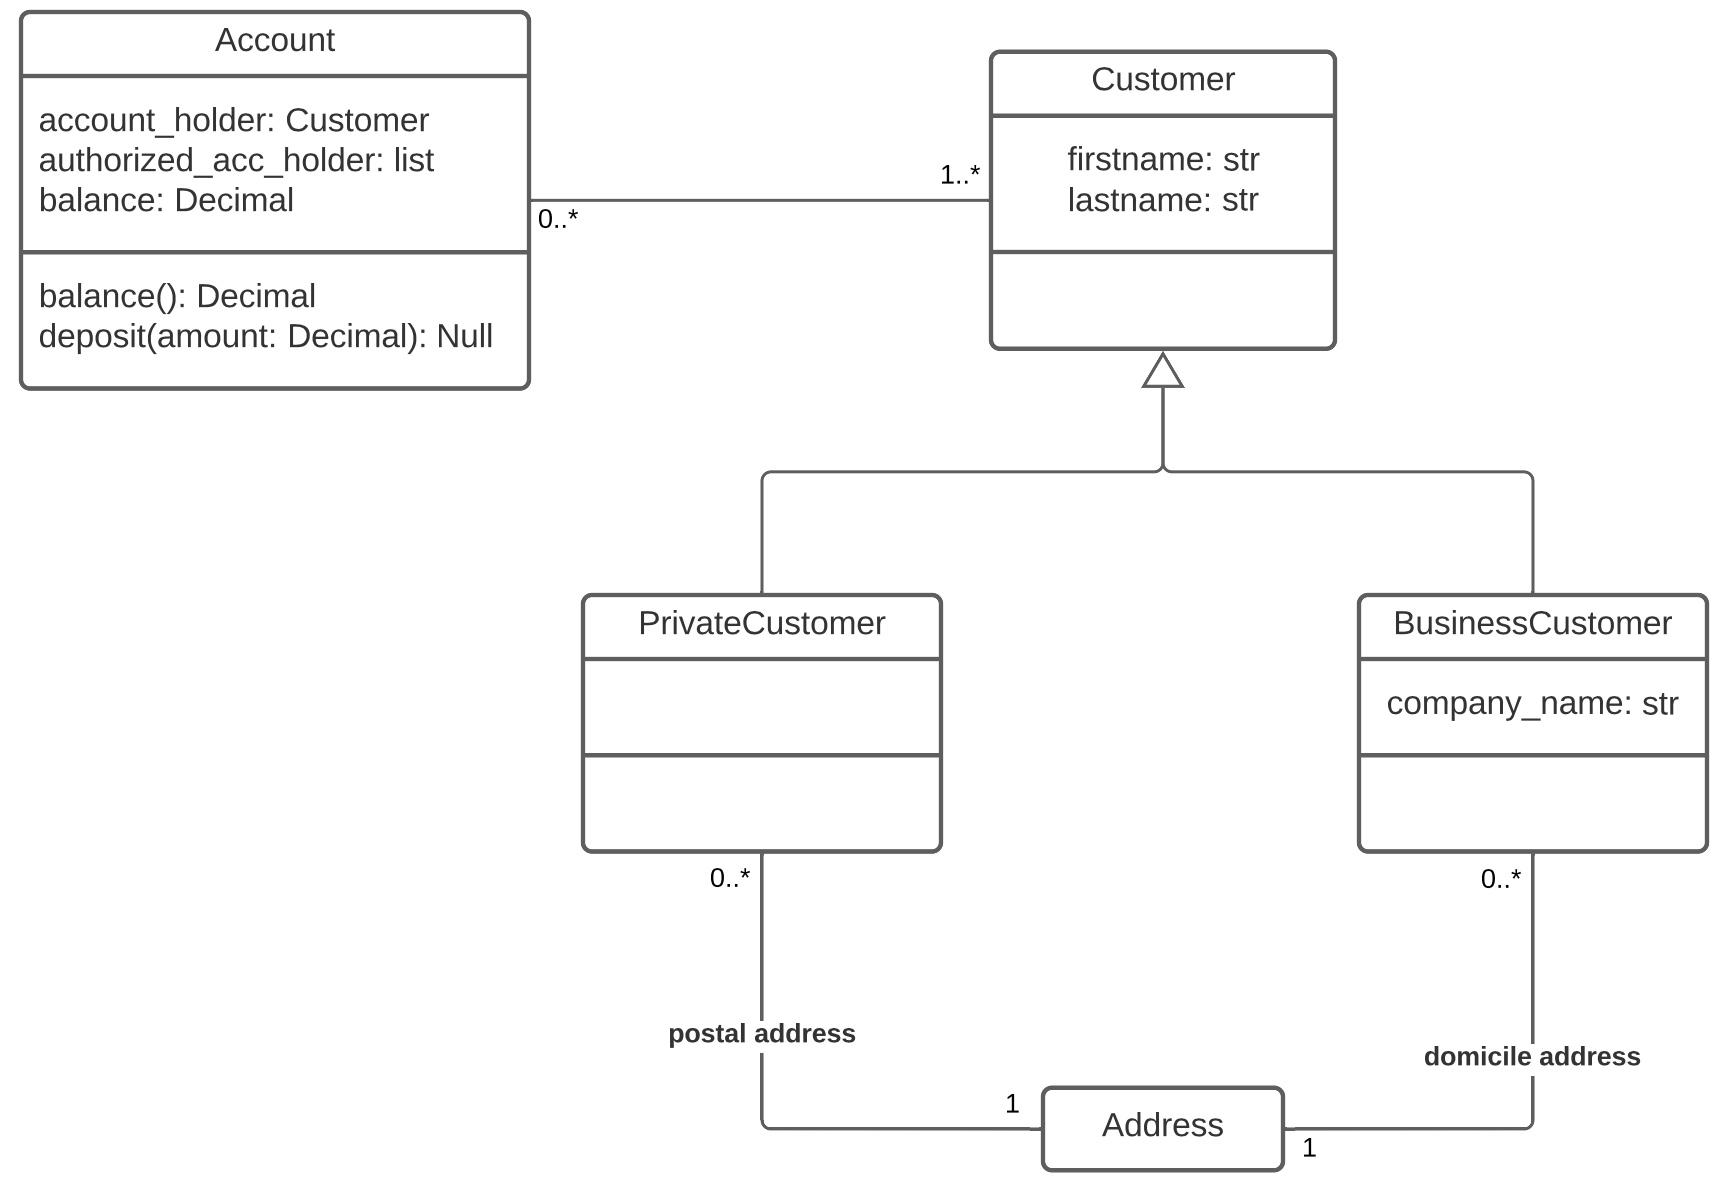 Account
account_holder: Customer
authorized_acc_holder: list
balance: Decimal
balance(): Decimal
deposit(amount: Decimal): Null
0..*
1..*
Customer
firstname: str
lastname: str
PrivateCustomer
BusinessCustomer
company_name: str
0..*
0..*
postal address
domicile address
1
Address
1